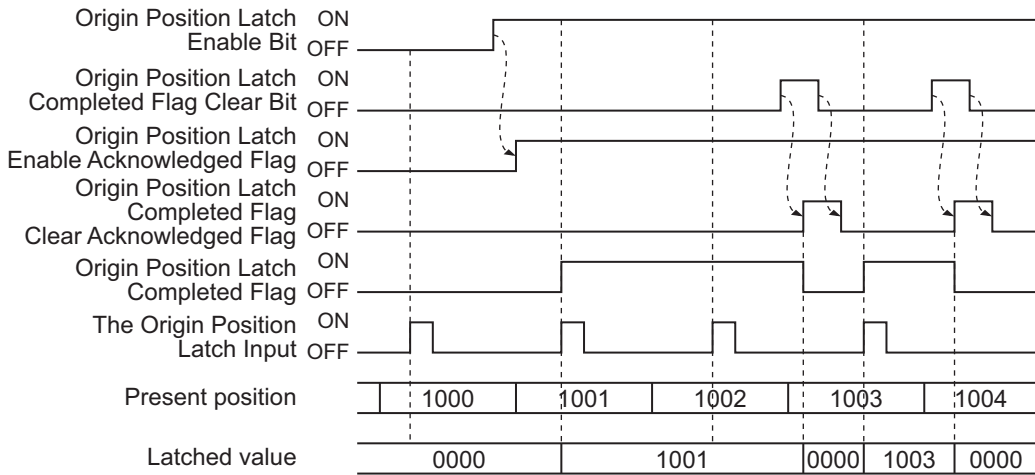 Origin Position Latch ON
Enable Bit OFF
Origin Position Latch ON
Completed Flag Clear Bit OFF
Origin Position Latch ON
Enable Acknowledged Flag OFF
Origin Position Latch
Completed Flag ON
Clear Acknowledged Flag OFF
Origin Position Latch ON
Completed Flag OFF
The Origin Position ON
Latch Input OFF
Present position 1000 1001 1002 1003 1004
Latched value 0000 1001 0000 1003 0000